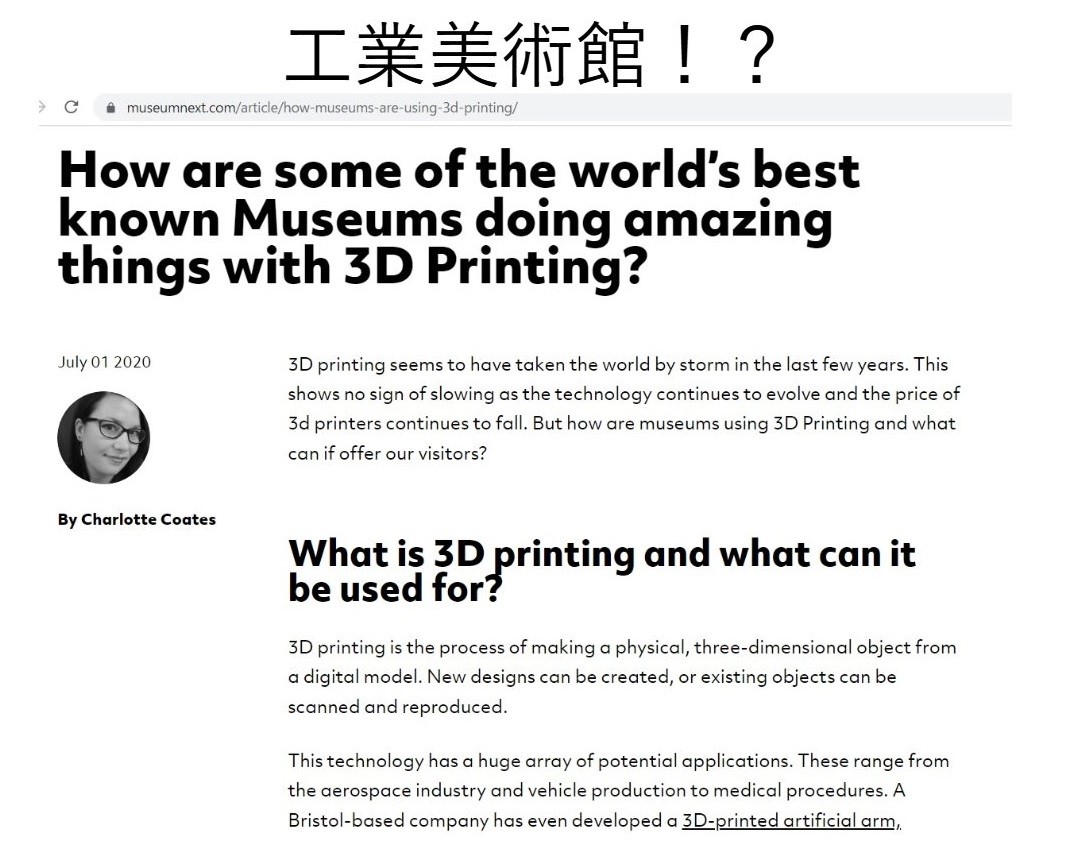 工業美術館！？
museumnext.com/article/how-museums-are-using-3d-printing/
How are some of the world's best
known Museums doing amazing
things with 3D Printing?
July 01 2020
By Charlotte Coates
3D printing seems to have taken the world by storm in the last few years. This
shows no sign of slowing as the technology continues to evolve and the price of
3d printers continues to fall. But how are museums using 3D Printing and what
can if offer our visitors?
What is 3D printing and what can it
be used for?
3D printing is the process of making a physical, three-dimensional object from
a digital model. New designs can be created, or existing objects can be
scanned and reproduced.
This technology has a huge array of potential applications. These range from
the aerospace industry and vehicle production to medical procedures. A
Bristol-based company has even developed a 3D-printed artificial arm,